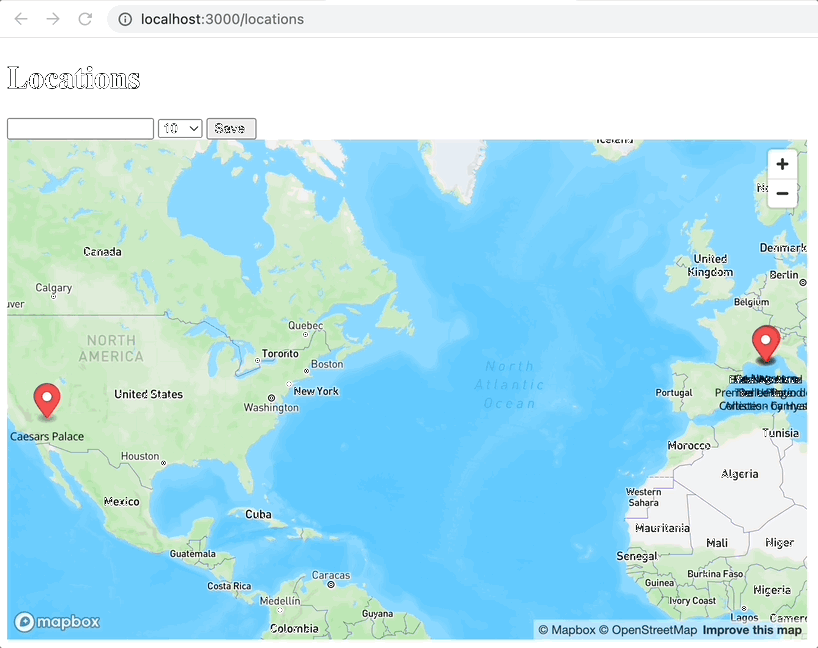 localhost:3000/locations
Locations
10 Save
Iceland
+
−
Canada
United
Kingdom
Denmark
Berlin
Calgary
Belgium
Quebec
NORTH
AMERICA
Toronto
Boston
North
Atlantic
Ocean
United States
New York
Washington
Portugal
Caesars Palace
Tunisia
Morocco
Houston
Algeria
Mexico
Western
Sahara
Cuba
Mauritania
Mali
Niger
Guatemala
Senegal
Caracas
Burkina Faso
Costa Rica
Guinea
Nigeria
Medellín
Ivory Coast
Guyana
Lagos
mapbox
Colombia
© Mapbox © OpenStreetMap Improve this map